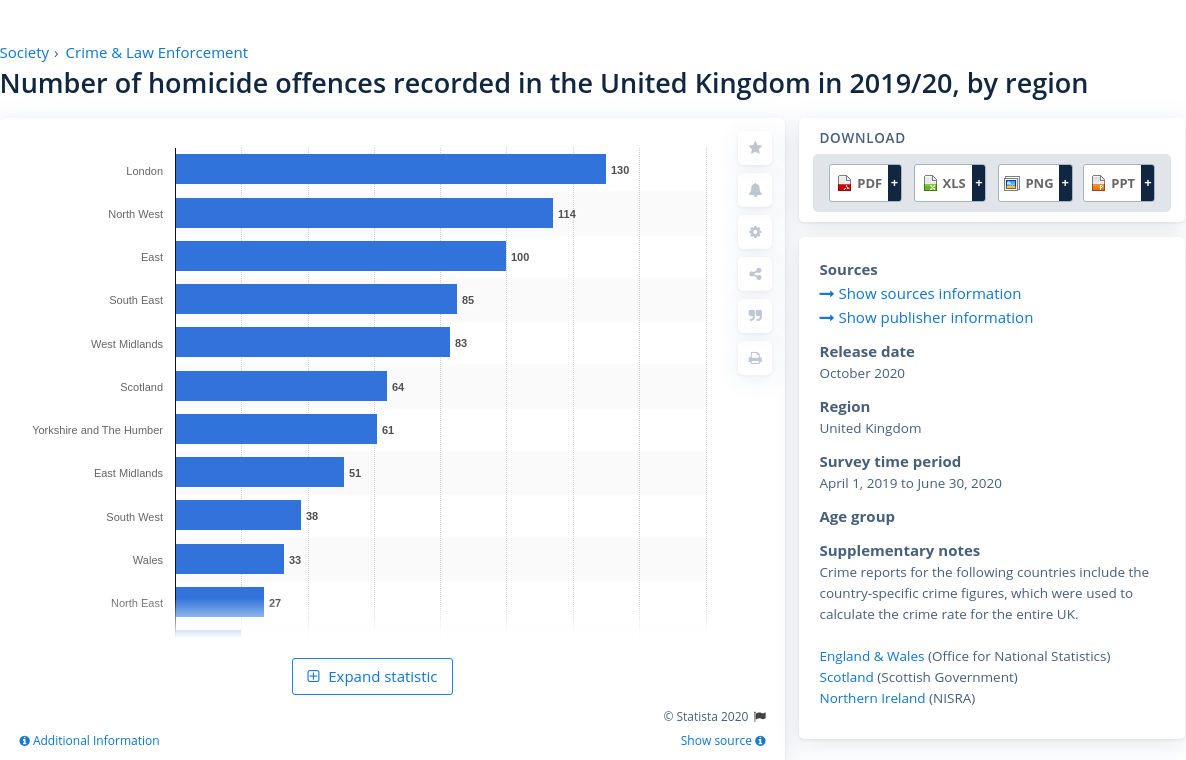 Society › Crime & Law Enforcement
Number of homicide offences recorded in the United Kingdom in 2019/20, by region
London 130
North West 114
East 100
South East 85
West Midlands 83
Scotland 64
Yorkshire and The Humber 61
East Midlands 51
South West 38
Wales 33
North East 27
Expand statistic
© Statista 2020
Additional Information
Show source
DOWNLOAD
PDF + XLS + PNG + PPT +
Sources
Show sources information
Show publisher information
Release date
October 2020
Region
United Kingdom
Survey time period
April 1, 2019 to June 30, 2020
Age group
Supplementary notes
Crime reports for the following countries include the
country-specific crime figures, which were used to
calculate the crime rate for the entire UK.
England & Wales (Office for National Statistics)
Scotland (Scottish Government)
Northern Ireland (NISRA)